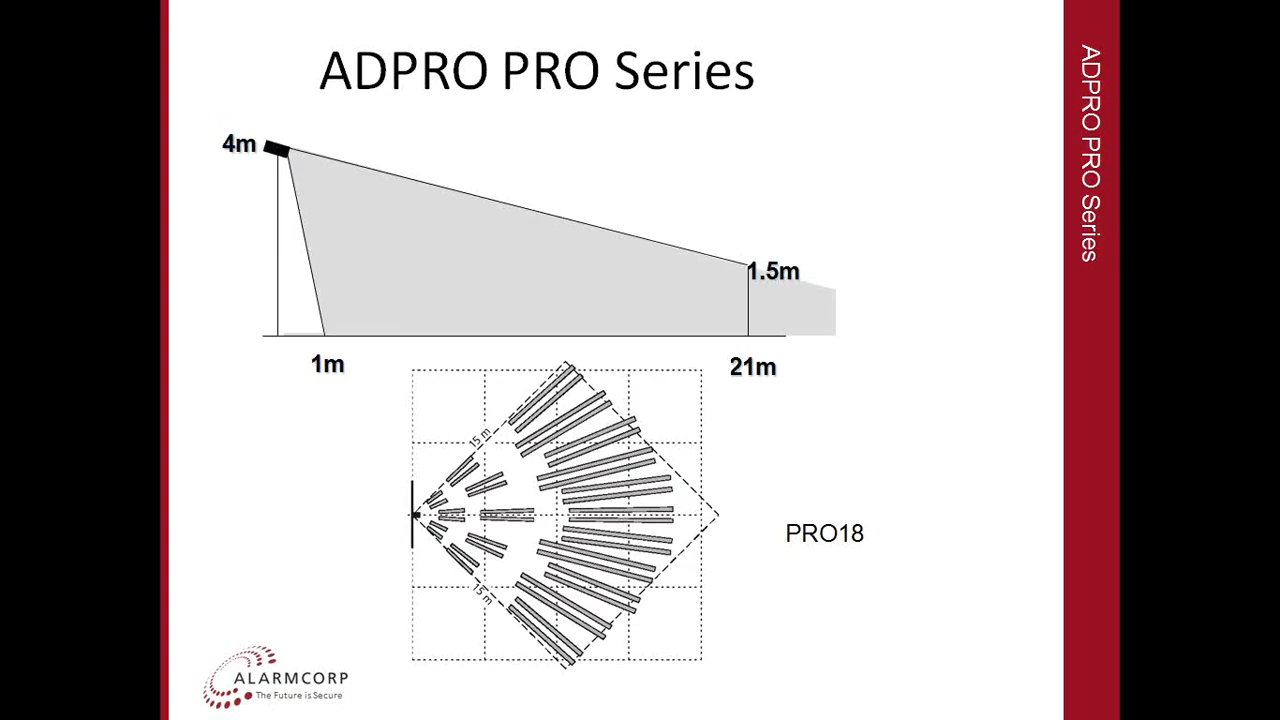 ADPRO PRO Series
ADPRO PRO Series
4m
1.5m
1m
21m
15 m
15 m
PRO18
ALARMCORP
The Future is Secure